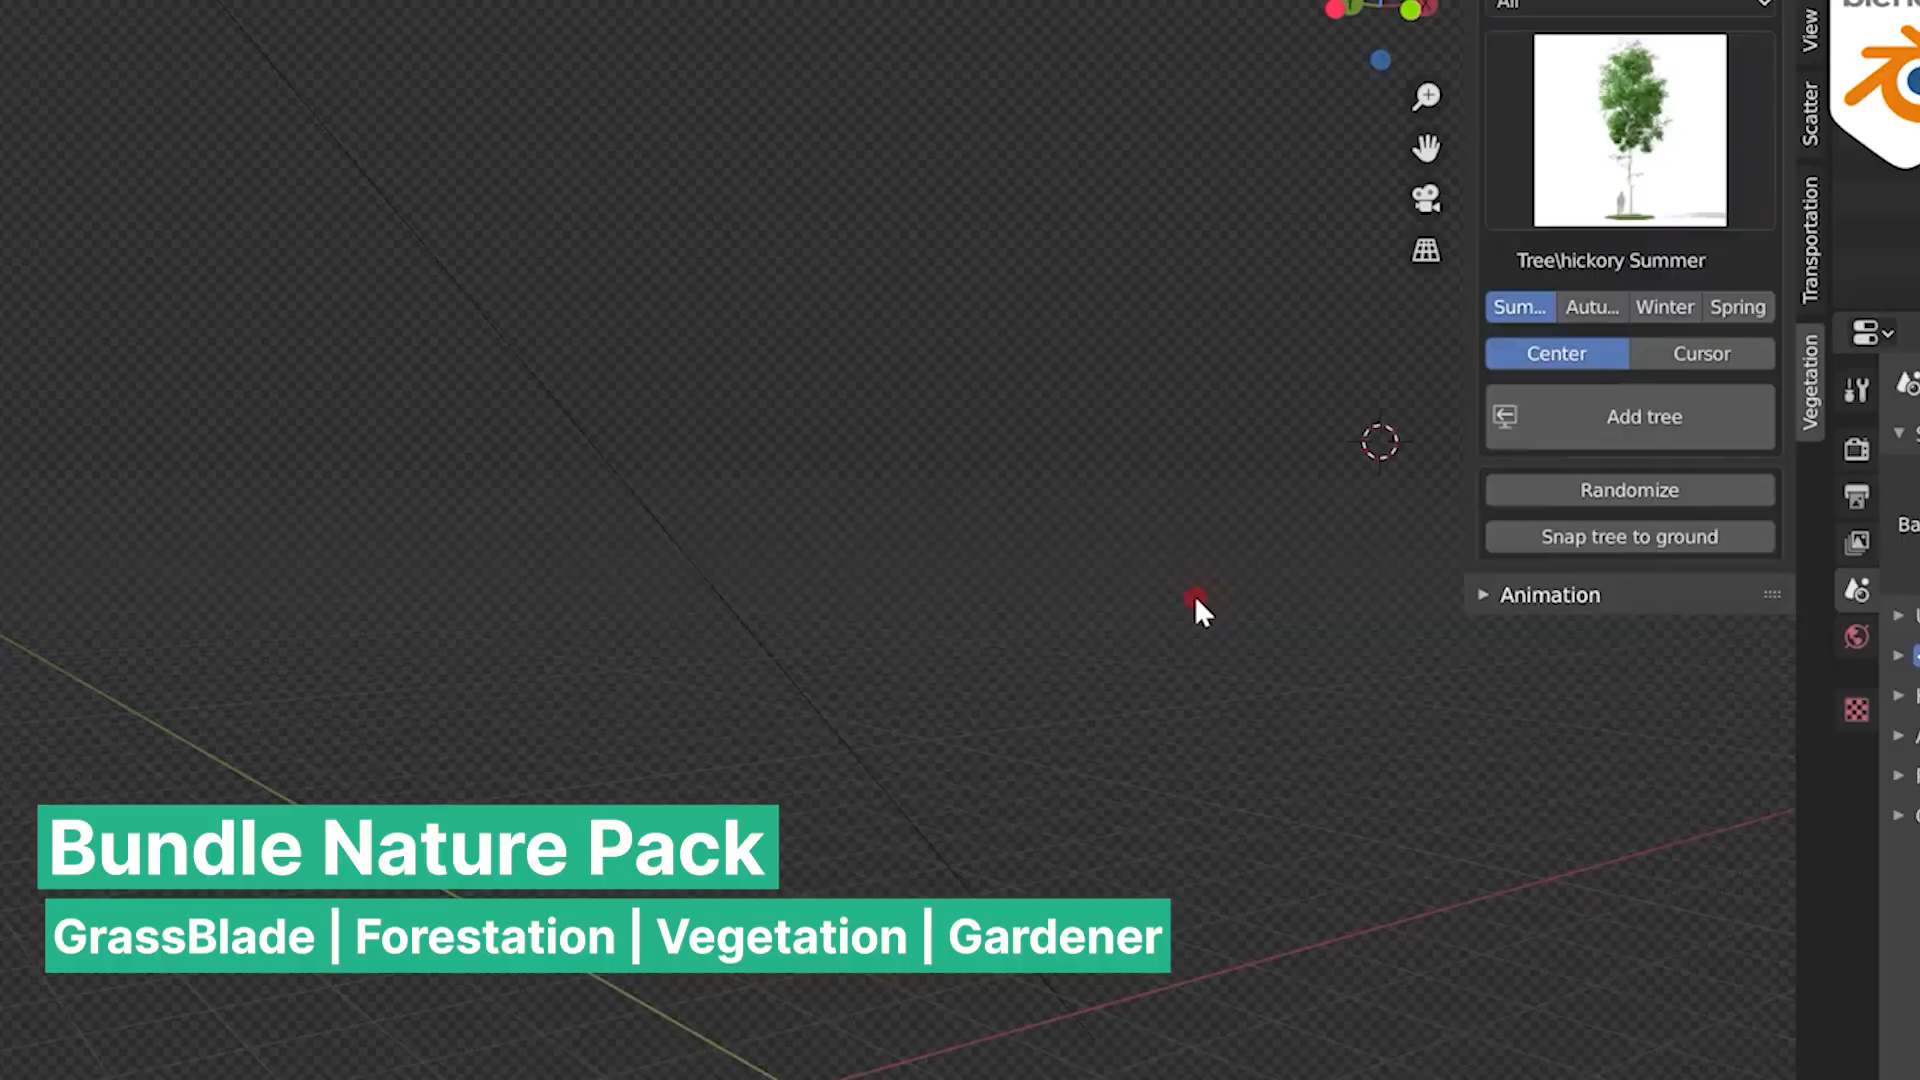 All
View
Scatter
Transportation
Vegetation
Tree\hickory Summer
Sum... Autu... Winter Spring
Center Cursor
Add tree
Randomize
Snap tree to ground
Animation
Bundle Nature Pack
GrassBlade | Forestation | Vegetation | Gardener